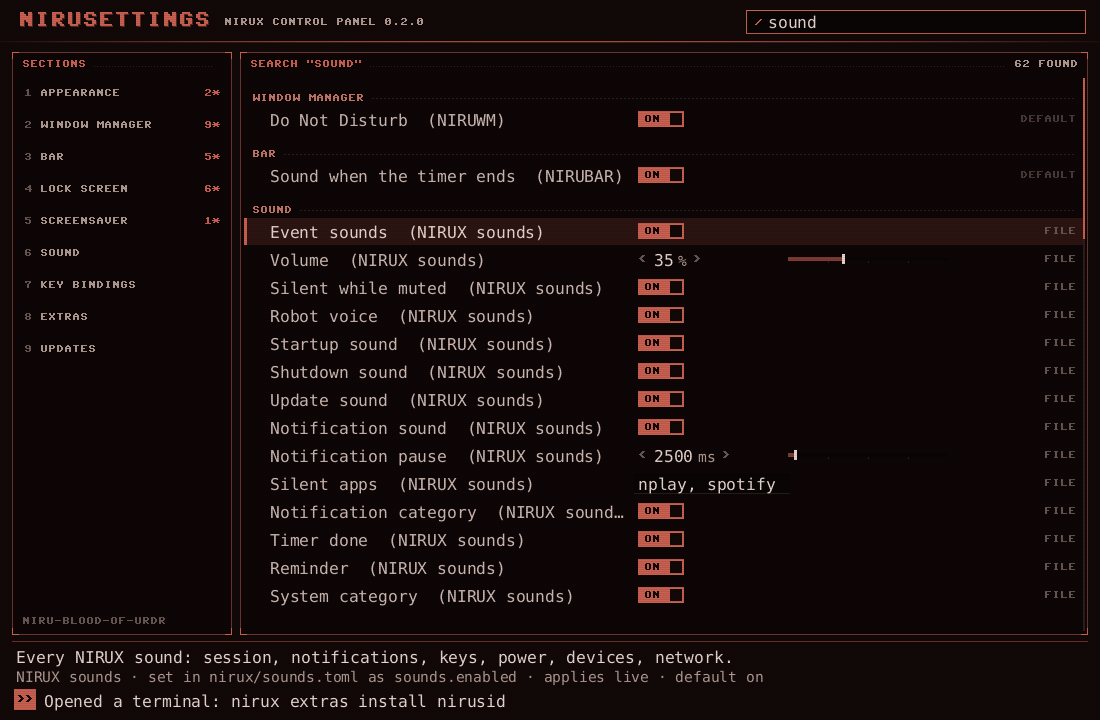 NIRUSETTINGS NIRUX CONTROL PANEL 0.2.0
/ sound
SECTIONS
1 APPEARANCE 2*
2 WINDOW MANAGER 9*
3 BAR 5*
4 LOCK SCREEN 6*
5 SCREENSAVER 1*
6 SOUND
7 KEY BINDINGS
8 EXTRAS
9 UPDATES
NIRU-BLOOD-OF-URDR
SEARCH "SOUND" 62 FOUND
WINDOW MANAGER
Do Not Disturb (NIRUWM) ON DEFAULT
BAR
Sound when the timer ends (NIRUBAR) ON DEFAULT
SOUND
Event sounds (NIRUX sounds) ON FILE
Volume (NIRUX sounds) < 35 % > FILE
Silent while muted (NIRUX sounds) ON FILE
Robot voice (NIRUX sounds) ON FILE
Startup sound (NIRUX sounds) ON FILE
Shutdown sound (NIRUX sounds) ON FILE
Update sound (NIRUX sounds) ON FILE
Notification sound (NIRUX sounds) ON FILE
Notification pause (NIRUX sounds) < 2500 ms > FILE
Silent apps (NIRUX sounds) nplay, spotify FILE
Notification category (NIRUX sound… ON FILE
Timer done (NIRUX sounds) ON FILE
Reminder (NIRUX sounds) ON FILE
System category (NIRUX sounds) ON FILE
Every NIRUX sound: session, notifications, keys, power, devices, network.
NIRUX sounds · set in nirux/sounds.toml as sounds.enabled · applies live · default on
>> Opened a terminal: nirux extras install nirusid